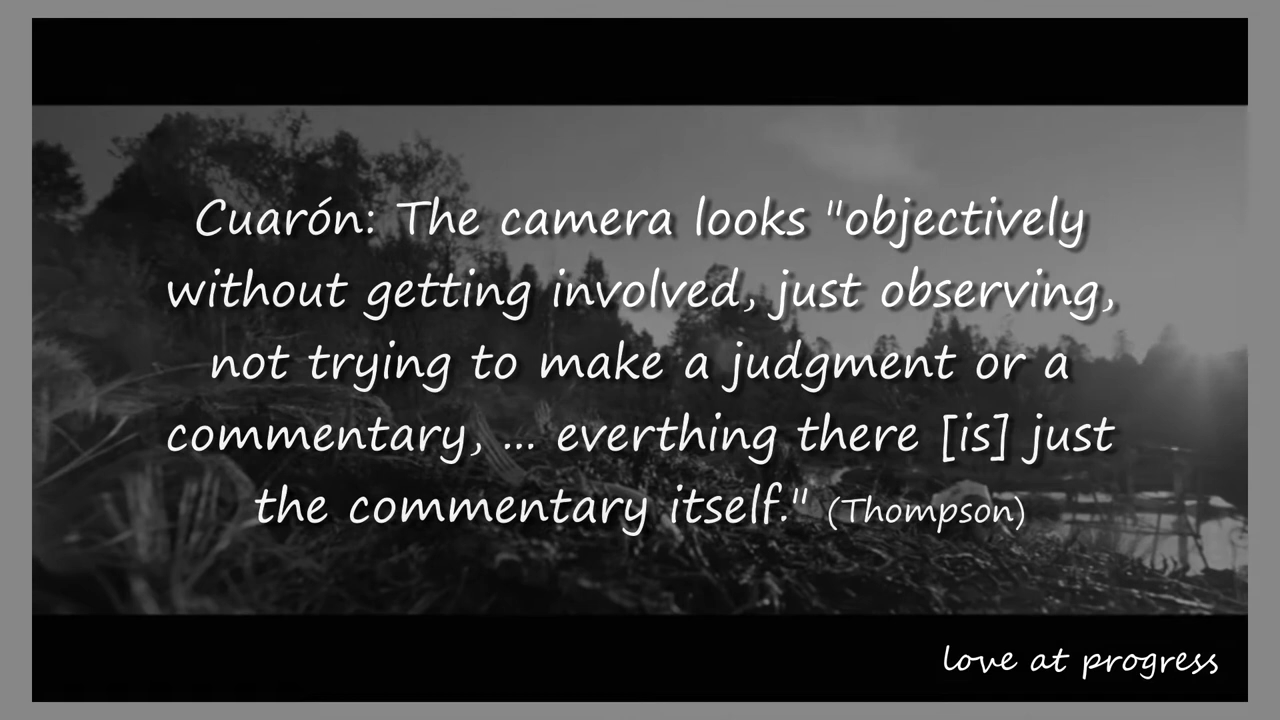 Cuarón: The camera looks "objectively
without getting involved, just observing,
not trying to make a judgment or a
commentary, ... everthing there [is] just
the commentary itself." (Thompson)
love at progress